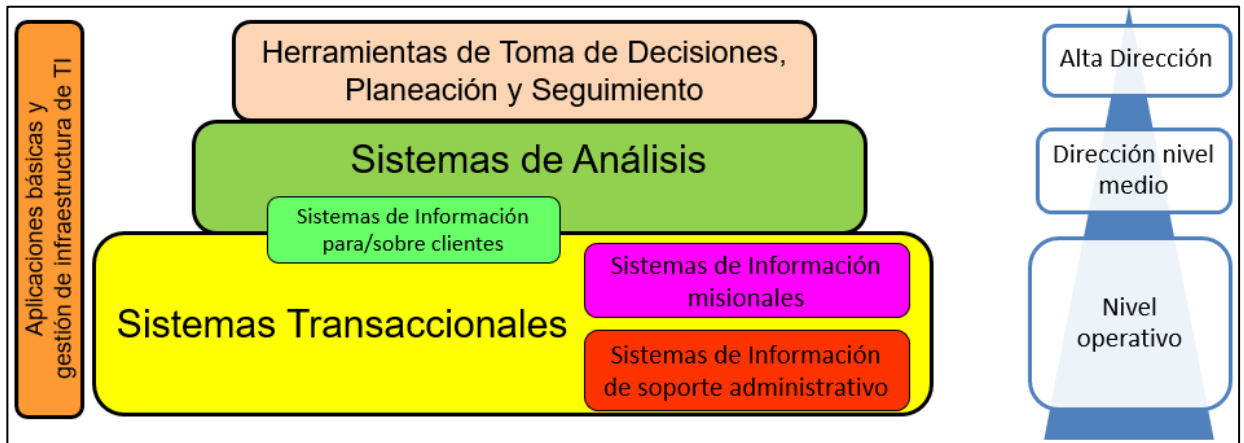 Aplicaciones básicas y
gestión de infraestructura de TI
Herramientas de Toma de Decisiones,
Planeación y Seguimiento
Sistemas de Análisis
Sistemas de Información
para/sobre clientes
Sistemas Transaccionales
Sistemas de Información
misionales
Sistemas de Información
de soporte administrativo
Alta Dirección
Dirección nivel
medio
Nivel
operativo